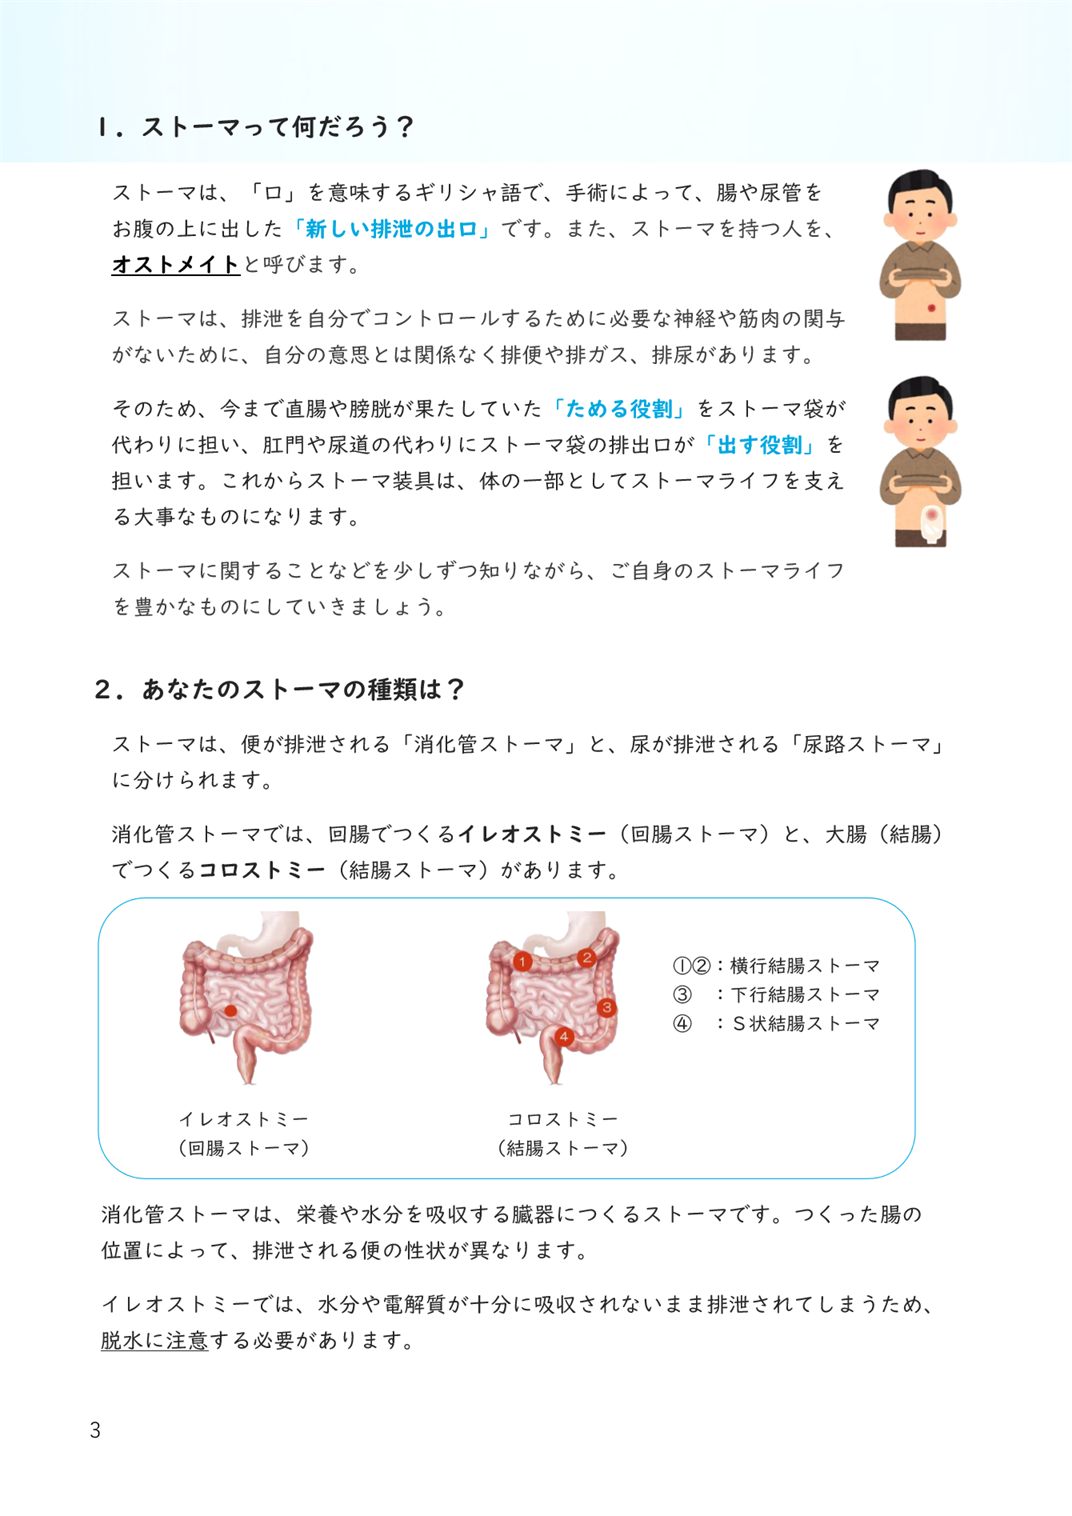 １．ストーマって何だろう？
ストーマは、「口」を意味するギリシャ語で、手術によって、腸や尿管を
お腹の上に出した「新しい排泄の出口」です。また、ストーマを持つ人を、
オストメイトと呼びます。
ストーマは、排泄を自分でコントロールするために必要な神経や筋肉の関与
がないために、自分の意思とは関係なく排便や排ガス、排尿があります。
そのため、今まで直腸や膀胱が果たしていた「ためる役割」をストーマ袋が
代わりに担い、肛門や尿道の代わりにストーマ袋の排出口が「出す役割」を
担います。これからストーマ装具は、体の一部としてストーマライフを支え
る大事なものになります。
ストーマに関することなどを少しずつ知りながら、ご自身のストーマライフ
を豊かなものにしていきましょう。
２．あなたのストーマの種類は？
ストーマは、便が排泄される「消化管ストーマ」と、尿が排泄される「尿路ストーマ」
に分けられます。
消化管ストーマでは、回腸でつくるイレオストミー（回腸ストーマ）と、大腸（結腸）
でつくるコロストミー（結腸ストーマ）があります。
1
2
3
4
①②：横行結腸ストーマ
③　：下行結腸ストーマ
④　：Ｓ状結腸ストーマ
イレオストミー
（回腸ストーマ）
コロストミー
（結腸ストーマ）
消化管ストーマは、栄養や水分を吸収する臓器につくるストーマです。つくった腸の
位置によって、排泄される便の性状が異なります。
イレオストミーでは、水分や電解質が十分に吸収されないまま排泄されてしまうため、
脱水に注意する必要があります。
3